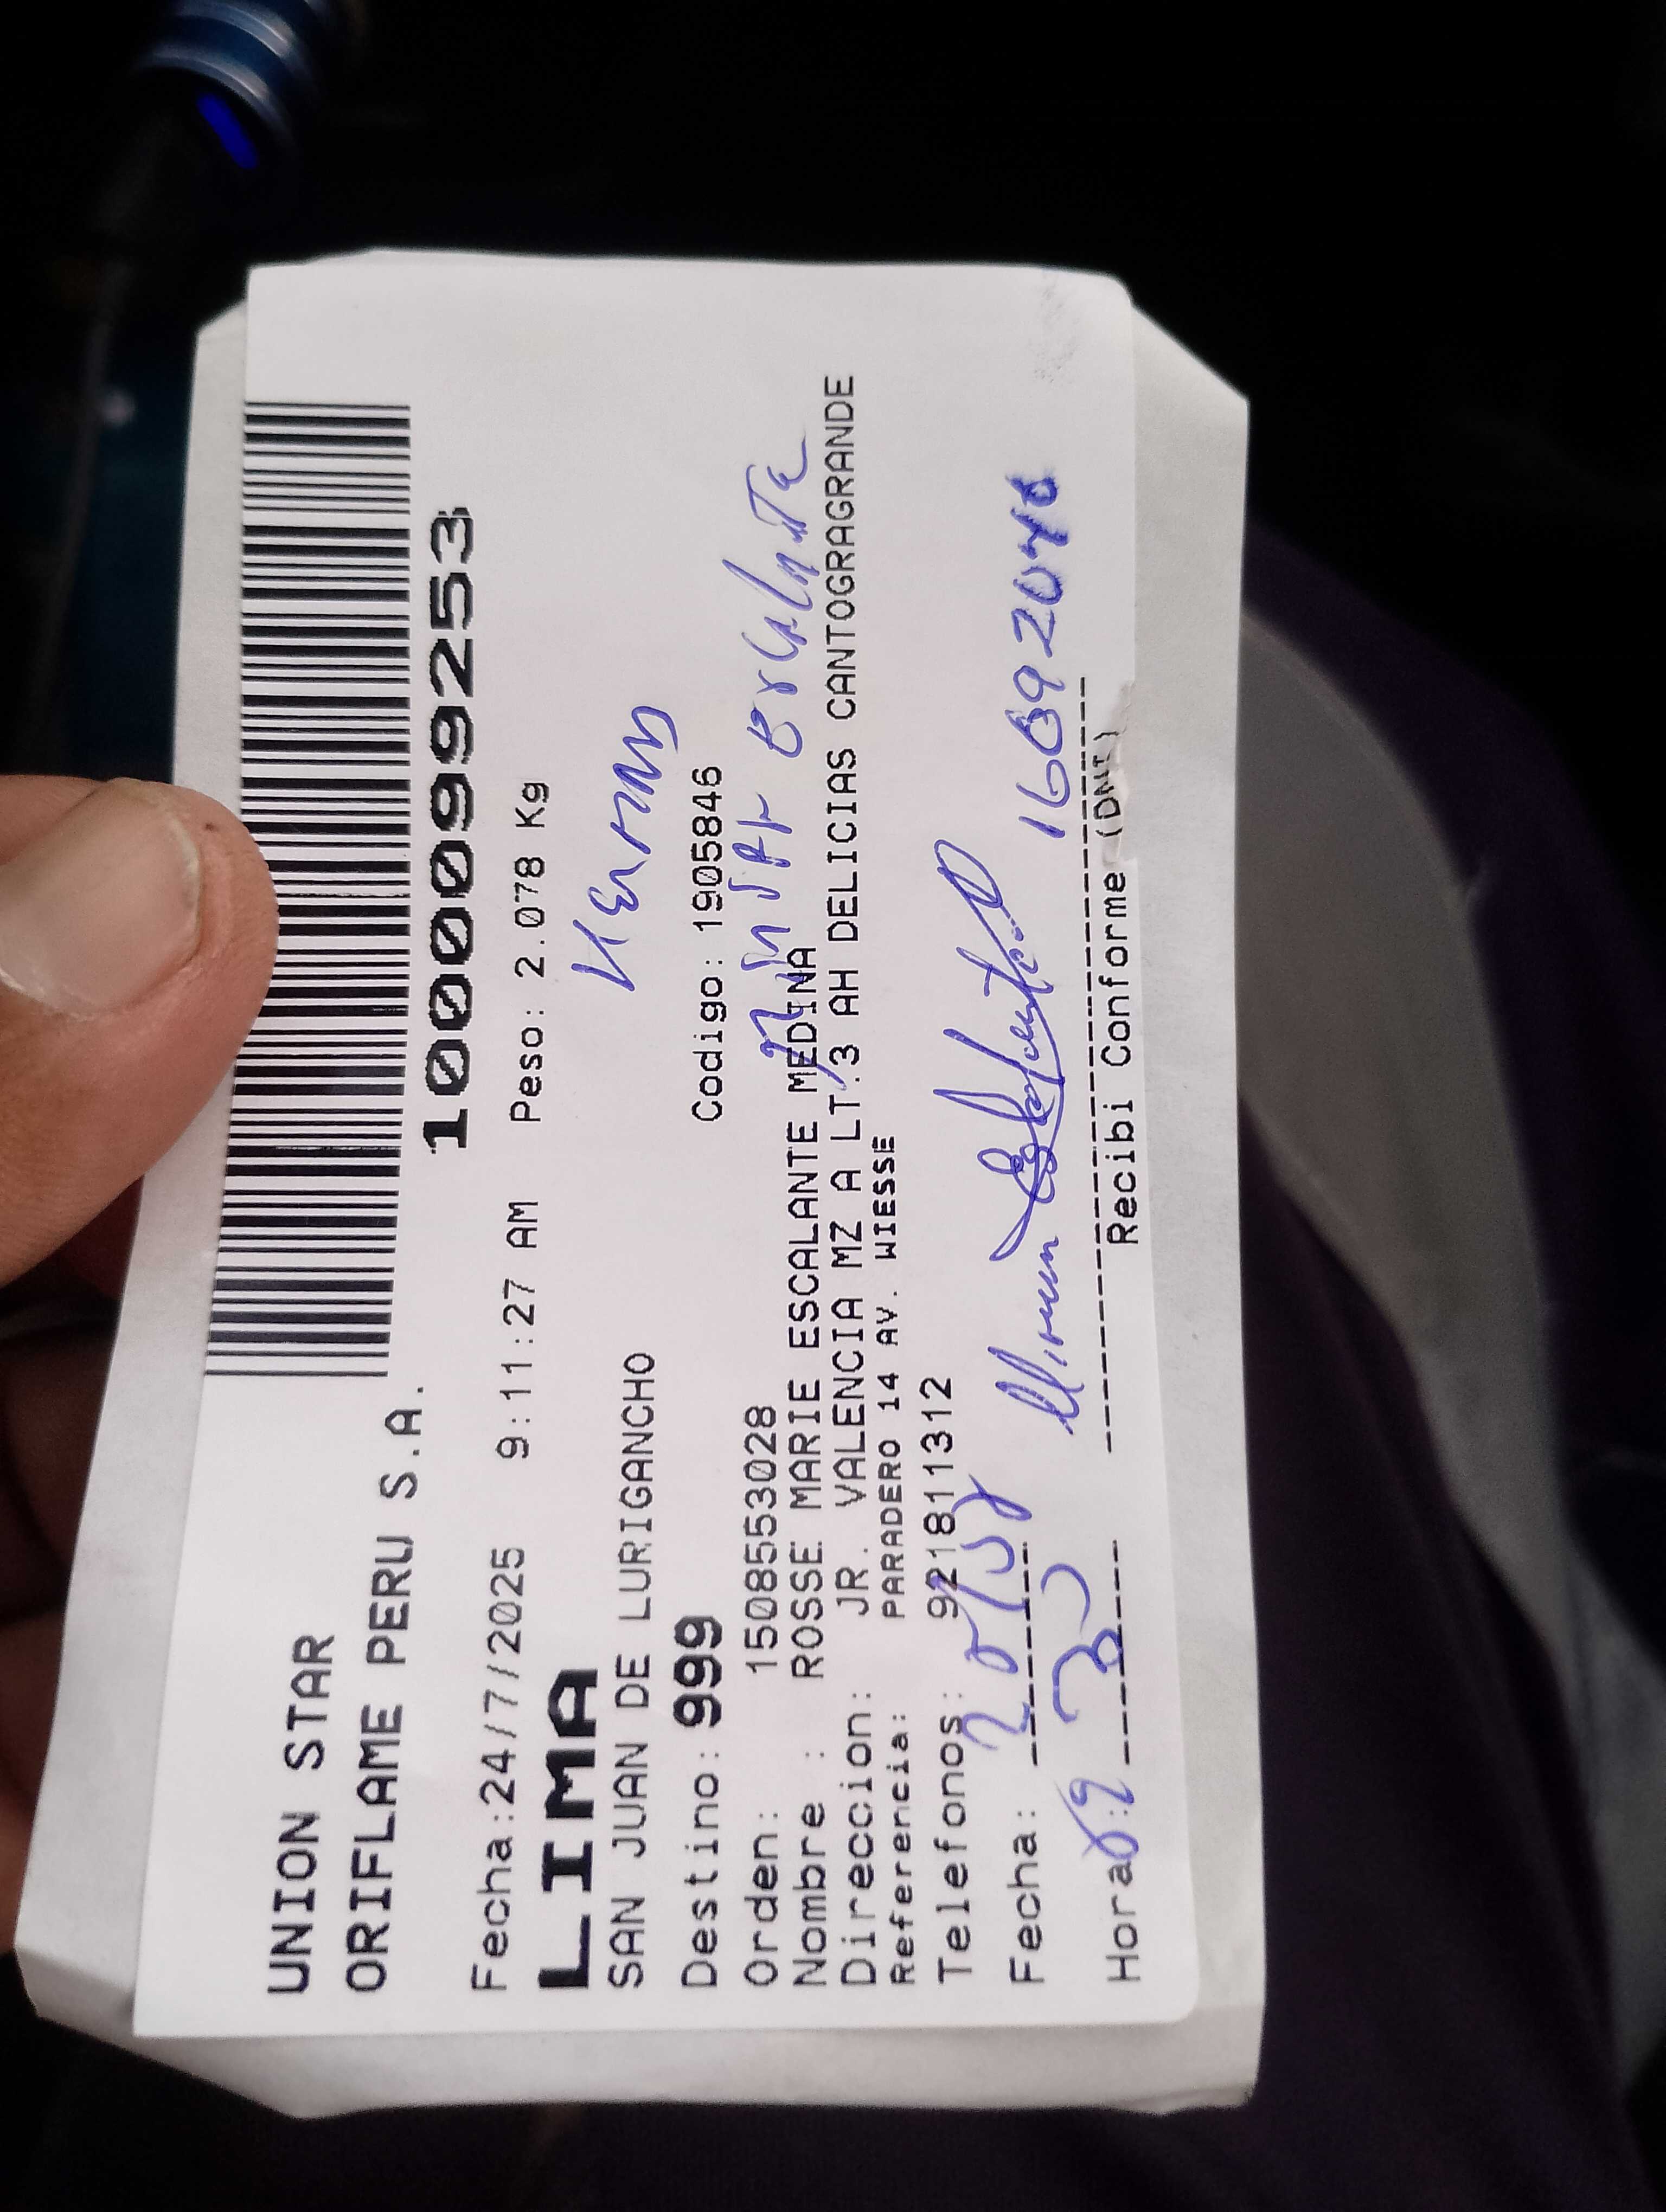 UNION STAR
ORIFLAME PERU S.A.
1000099253
Fecha:24/7/2025 9:11:27 AM Peso: 2.078 Kg
LIMA
SAN JUAN DE LURIGANCHO
Destino: 999 Codigo: 1905846
Orden: 1508553028
Nombre : ROSSE MARIE ESCALANTE MEDINA
Direccion: JR. VALENCIA MZ A LT.3 AH DELICIAS CANTOGRAGRANDE
Referencia: PARADERO 14 AV. WIESSE
Telefonos: 921811312
Fecha:
Hora:
Recibi Conforme (DNI)